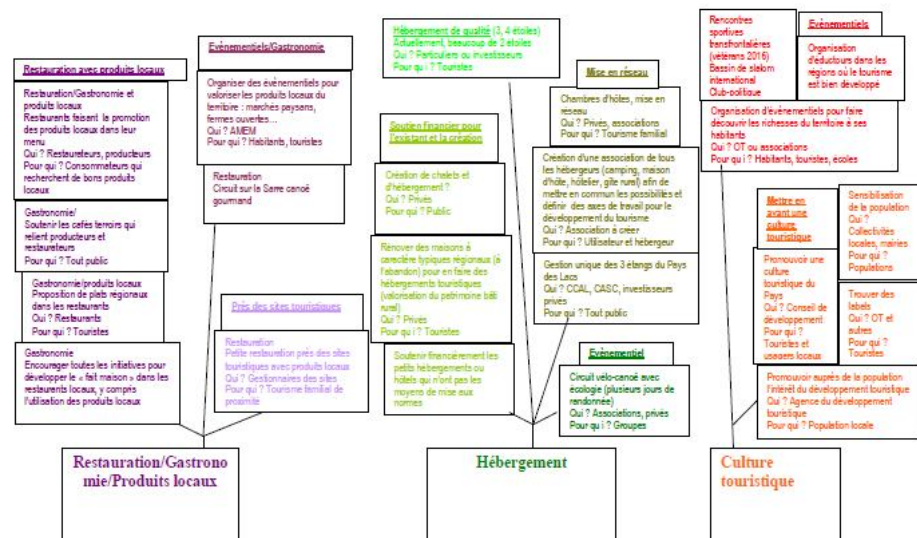 Restauration avec produits locaux
Restauration/Gastronomie et
produits locaux
Restaurants faisant la promotion
des produits locaux dans leur
menu
Qui ? Restaurateurs, producteurs
Pour qui ? Consommateurs qui
recherchent de bons produits
locaux
Gastronomie/
Soutenir les cafés terroirs qui
relient producteurs et
restaurateurs
Pour qui ? Tout public
Gastronomie/produits locaux
Proposition de plats régionaux
dans les restaurants
Qui ? Restaurants
Pour qui ? Touristes
Gastronomie
Encourager toutes les initiatives pour
développer le « fait maison » dans les
restaurants locaux, y compris
l'utilisation des produits locaux
Evènementiels/Gastronomie
Organiser des évènementiels pour
valoriser les produits locaux du
territoire : marchés paysans,
fermes ouvertes...
Qui ? AMEM
Pour qui ? Habitants, touristes
Restauration
Circuit sur la Sarre canoë
gourmand
Près des sites touristiques
Restauration
Petite restauration près des sites
touristiques avec produits locaux
Qui ? Gestionnaires des sites
Pour qui ? Tourisme familial de
proximité
Restauration/Gastrono
mie/Produits locaux
Hébergement de qualité (3, 4 étoiles)
Actuellement, beaucoup de 2 étoiles
Qui ? Particuliers ou investisseurs
Pour qu i ? Touristes
Soutien financier pour
l'existant et la création
Création de chalets et
d'hébergement ?
Qui ? Privés
Pour qui ? Public
Rénover des maisons à
caractère typiques régionaux (à
l'abandon) pour en faire des
hébergements touristiques
(valorisation du patrimoine bâti
rural)
Qui ? Privés
Pour qu i ? Touristes
Soutenir financièrement les
petits hébergements ou
hôtels qui n'ont pas les
moyens de mise aux
normes
Mise en réseau
Chambres d'hôtes, mise en
réseau
Qui ? Privés, associations
Pour qui ? Tourisme familial
Création d'une association de tous
les hébergeurs (camping, maison
d'hôte, hôtelier, gîte rural) afin de
mettre en commun les possibilités et
définir des axes de travail pour le
développement du tourisme
Qui ? Association à créer
Pour qui ? Utilisateur et hébergeur
Gestion unique des 3 étangs du Pays
des Lacs
Qui ? CCAL, CASC, investisseurs
privés
Pour qui ? Tout public
Evènementiel
Circuit vélo-canoë avec
écologie (plusieurs jours de
randonnée)
Qui ? Associations, privés
Pour qu i ? Groupes
Hébergement
Rencontres
sportives
transfrontalières
(vétérans 2016)
Bassin de slalom
international
Club-politique
Evènementiels
Organisation
d'éductours dans les
régions où le tourisme
est bien développé
Organisation d'évènementiels pour faire
découvrir les richesses du territoire à ses
habitants
Qui ? OT ou associations
Pour qu i ? Habitants, touristes, écoles
Mettre en
avant une
culture
touristique
Promouvoir une
culture
touristique du
Pays
Qui ? Conseil de
développement
Pour qui ?
Touristes et
usagers locaux
Sensibilisation
de la population
Qui ?
Collectivités
locales, mairies
Pour qui ?
Populations
Trouver des
labels
Qui ? OT et
autres
Pour qui ?
Touristes
Promouvoir auprès de la population
l'intérêt du développement touristique
Qui ? Agence du développement
touristique
Pour qui ? Population locale
Culture
touristique